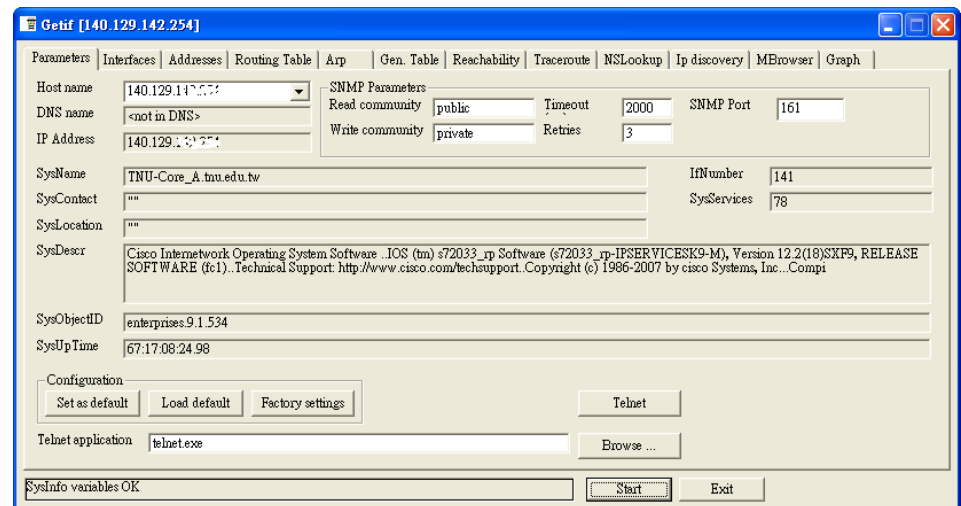 Getif [140.129.142.254]
Parameters Interfaces Addresses Routing Table Arp Gen. Table Reachability Traceroute NSLookup Ip discovery MBrowser Graph
Host name
DNS name <not in DNS>
IP Address 140.129.
SNMP Parameters
Read community public Timeout 2000 SNMP Port 161
Write community private Retries 3
SysName TNU-Core_A.tnu.edu.tw IfNumber 141
SysContact "" SysServices 78
SysLocation ""
SysDescr Cisco Internetwork Operating System Software ..IOS (tm) s72033_rp Software (s72033_rp-IPSERVICESK9-M), Version 12.2(18)SXF9, RELEASE
SOFTWARE (fc1)..Technical Support: http://www.cisco.com/techsupport..Copyright (c) 1986-2007 by cisco Systems, Inc...Compi
SysObjectID enterprises.9.1.534
SysUpTime 67:17:08:24.98
Configuration
Set as default Load default Factory settings Telnet
Telnet application telnet.exe Browse ...
SysInfo variables OK Start Exit